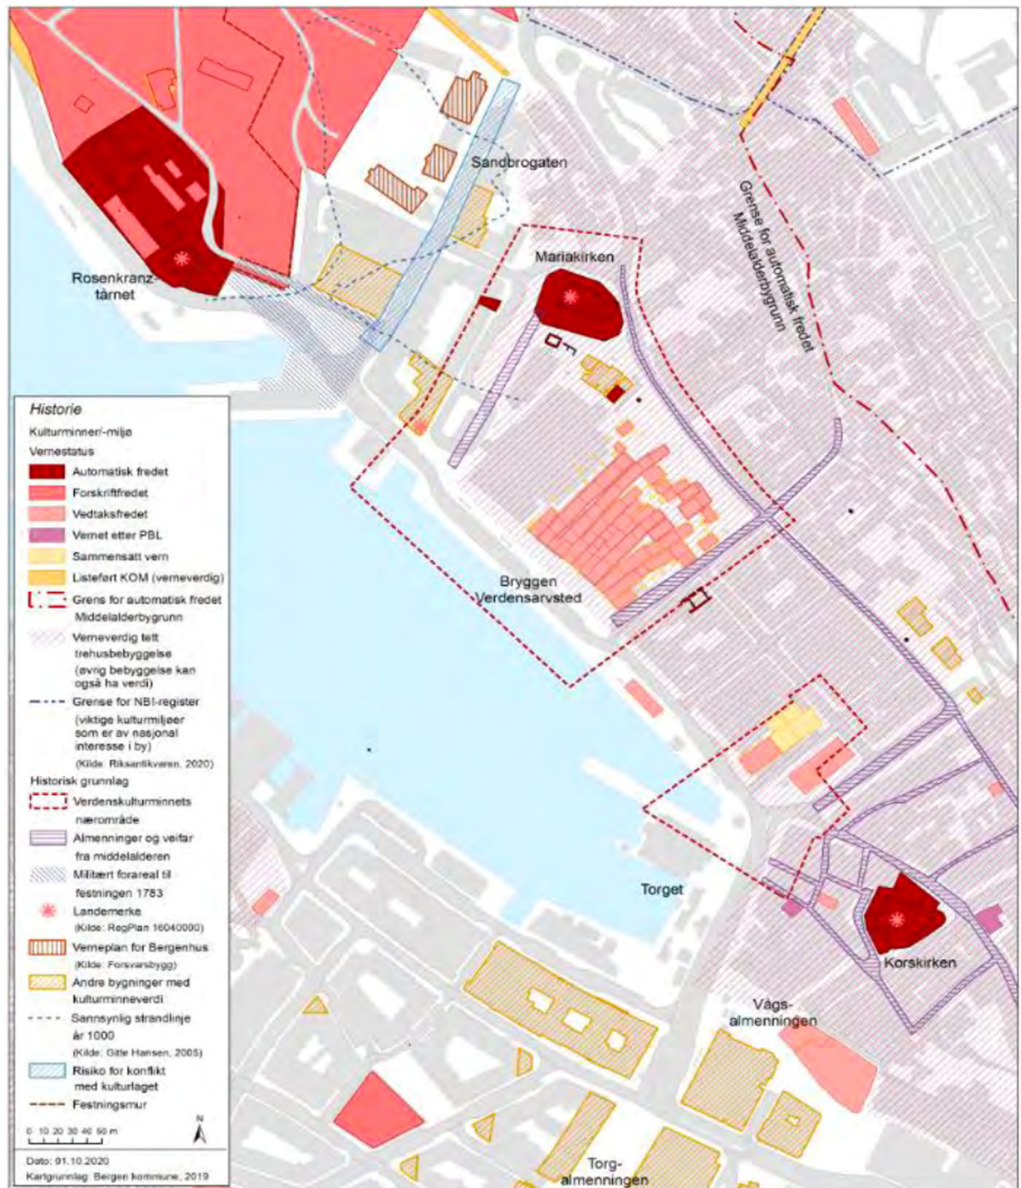 Sandbrogaten
Mariakirken
Rosenkranz-
tårnet
Grense for automatisk fredet
Middelalderbygrunn
Bryggen
Verdensarvsted
Torget
Korskirken
Vågs-
almenningen
Torg-
almenningen
Historie
Kulturminner/-miljø
Vernestatus
Automatisk fredet
Forskriftfredet
Vedtaksfredet
Vernet etter PBL
Sammensatt vern
Listeført KOM (verneverdig)
Grens for automatisk fredet
Middelalderbygrunn
Verneverdig tett
trehusbebyggelse
(øvrig bebyggelse kan
også ha verdi)
Grense for NB!-register
(viktige kulturmiljøer
som er av nasjonal
interesse i by)
(Kilde: Riksantikvaren, 2020)
Historisk grunnlag
Verdenskulturminnets
nærområde
Almenninger og veifar
fra middelalderen
Militært forareal til
festningen 1783
Landemerke
(Kilde: RegPlan 16040000)
Verneplan for Bergenhus
(Kilde: Forsvarsbygg)
Andre bygninger med
kulturminneverdi
Sannsynlig strandlinje
år 1000
(Kilde: Gitte Hansen, 2005)
Risiko for konflikt
med kulturlaget
Festningsmur
N
0 10 20 30 40 50 m
Dato: 01.10.2020
Kartgrunnlag: Bergen kommune, 2019